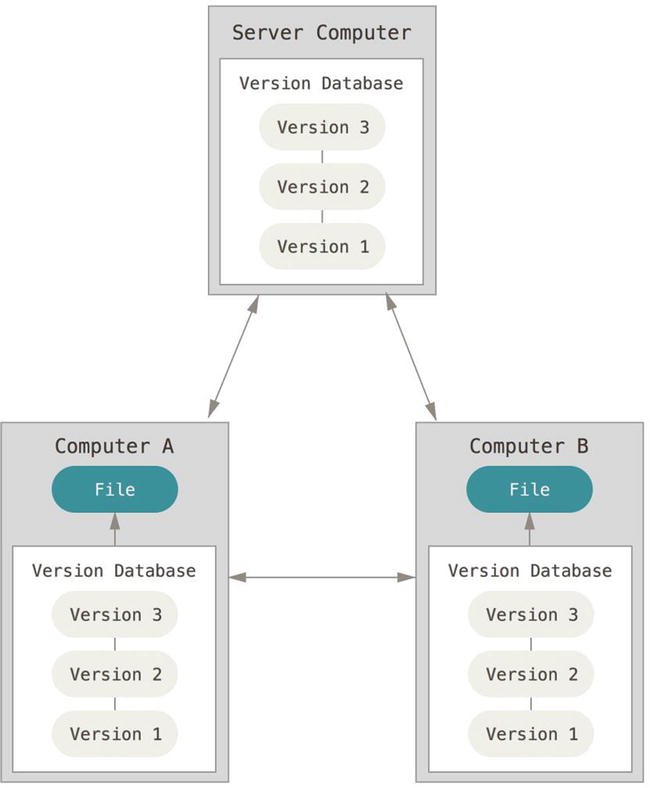 Server Computer
Version Database
Version 3
Version 2
Version 1
Computer A
File
Version Database
Version 3
Version 2
Version 1
Computer B
File
Version Database
Version 3
Version 2
Version 1